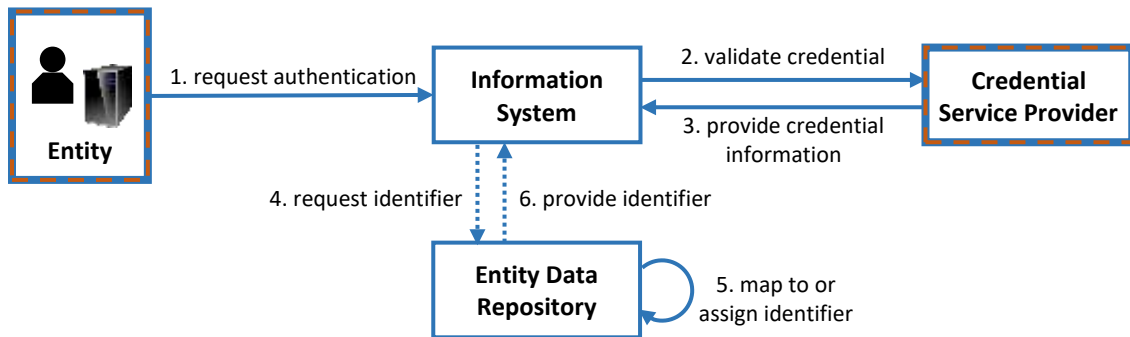 1. request authentication
Entity
Information
System
2. validate credential
3. provide credential
information
Credential
Service Provider
4. request identifier
6. provide identifier
Entity Data
Repository
5. map to or
assign identifier